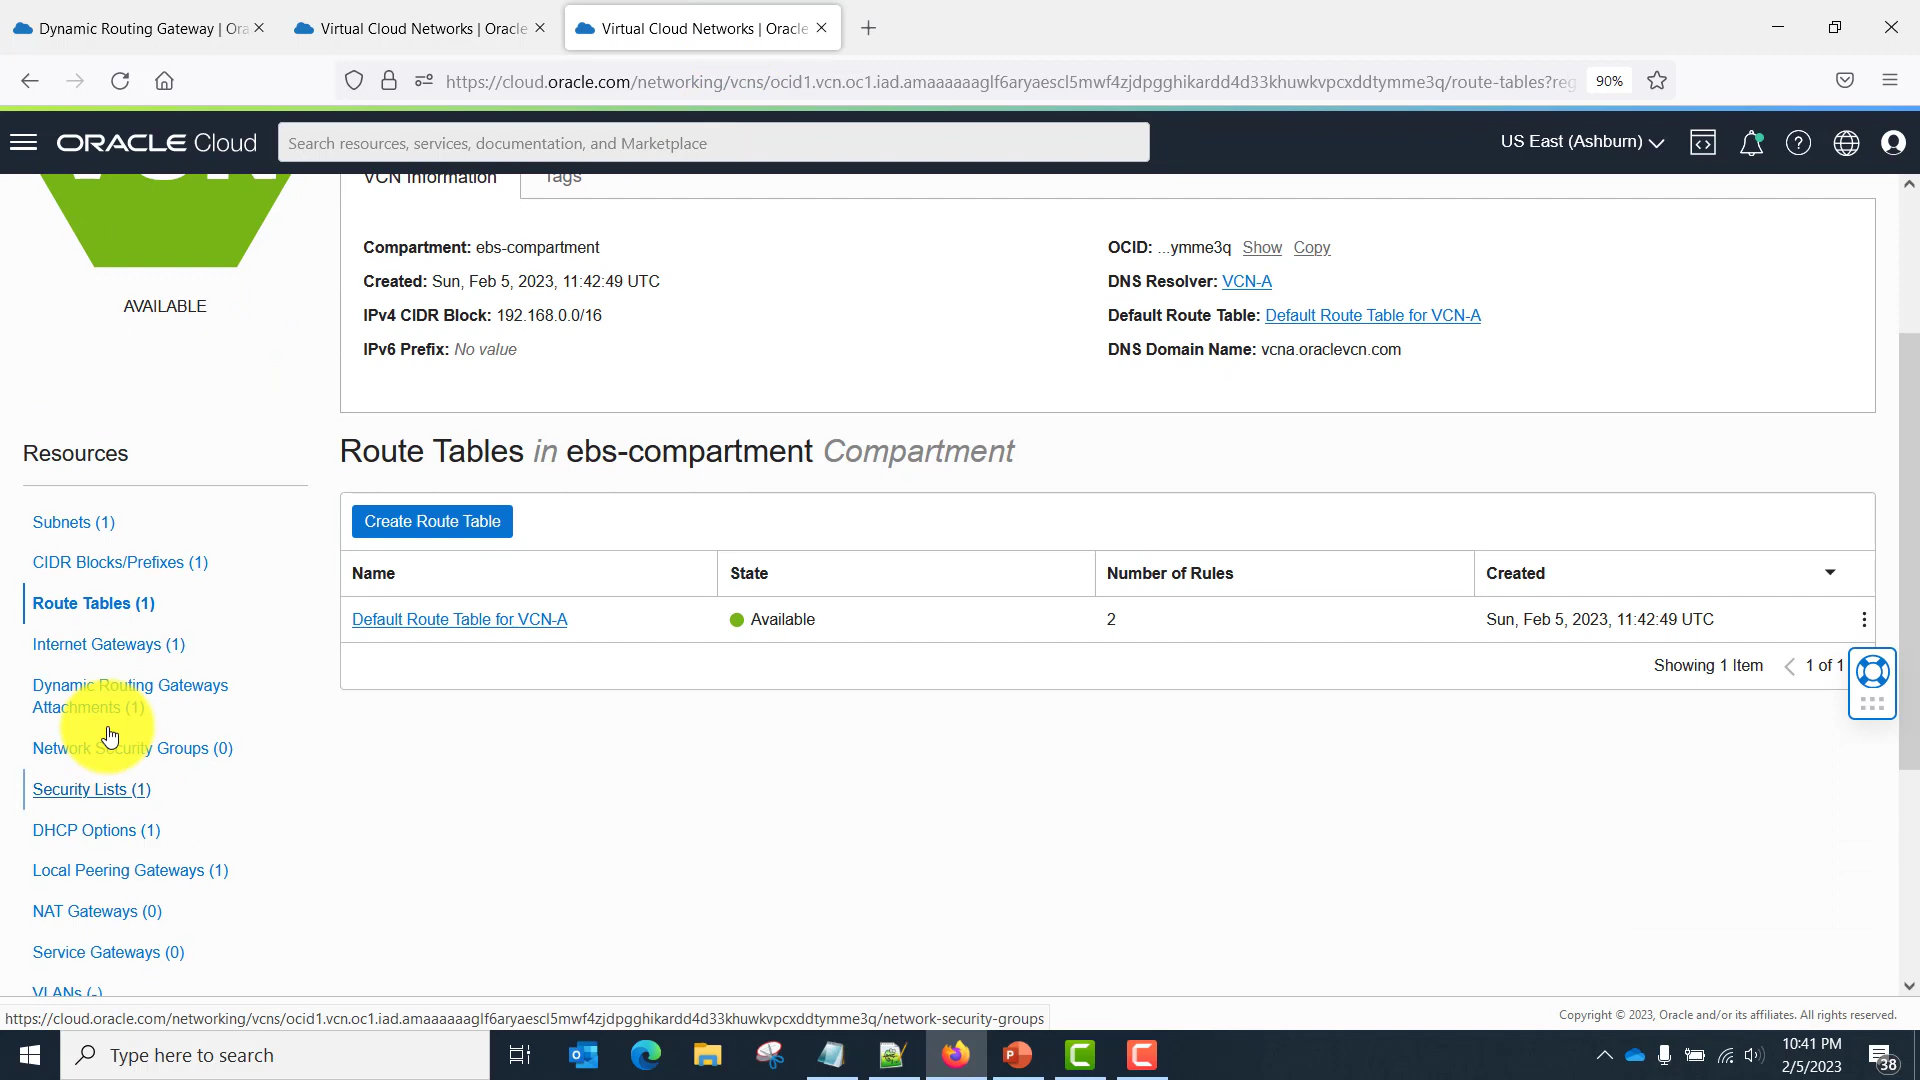 Dynamic Routing Gateway | Ora
Virtual Cloud Networks | Oracle
Virtual Cloud Networks | Oracle
https://cloud.oracle.com/networking/vcns/ocid1.vcn.oc1.iad.amaaaaaaglf6aryaescl5mwf4zjdpgghikardd4d33khuwkvpcxddtymme3q/route-tables?reg
90%
ORACLE Cloud
Search resources, services, documentation, and Marketplace
US East (Ashburn)
VCN
AVAILABLE
VCN Information
Tags
Compartment: ebs-compartment
Created: Sun, Feb 5, 2023, 11:42:49 UTC
IPv4 CIDR Block: 192.168.0.0/16
IPv6 Prefix: No value
OCID: ...ymme3q Show Copy
DNS Resolver: VCN-A
Default Route Table: Default Route Table for VCN-A
DNS Domain Name: vcna.oraclevcn.com
Resources
Subnets (1)
CIDR Blocks/Prefixes (1)
Route Tables (1)
Internet Gateways (1)
Dynamic Routing Gateways
Attachments (1)
Network Security Groups (0)
Security Lists (1)
DHCP Options (1)
Local Peering Gateways (1)
NAT Gateways (0)
Service Gateways (0)
VLANs (-)
Route Tables in ebs-compartment Compartment
Create Route Table
Name State Number of Rules Created
Default Route Table for VCN-A Available 2 Sun, Feb 5, 2023, 11:42:49 UTC
Showing 1 Item 1 of 1
https://cloud.oracle.com/networking/vcns/ocid1.vcn.oc1.iad.amaaaaaaglf6aryaescl5mwf4zjdpgghikardd4d33khuwkvpcxddtymme3q/network-security-groups
Copyright © 2023, Oracle and/or its affiliates. All rights reserved.
Type here to search
10:41 PM
2/5/2023
38